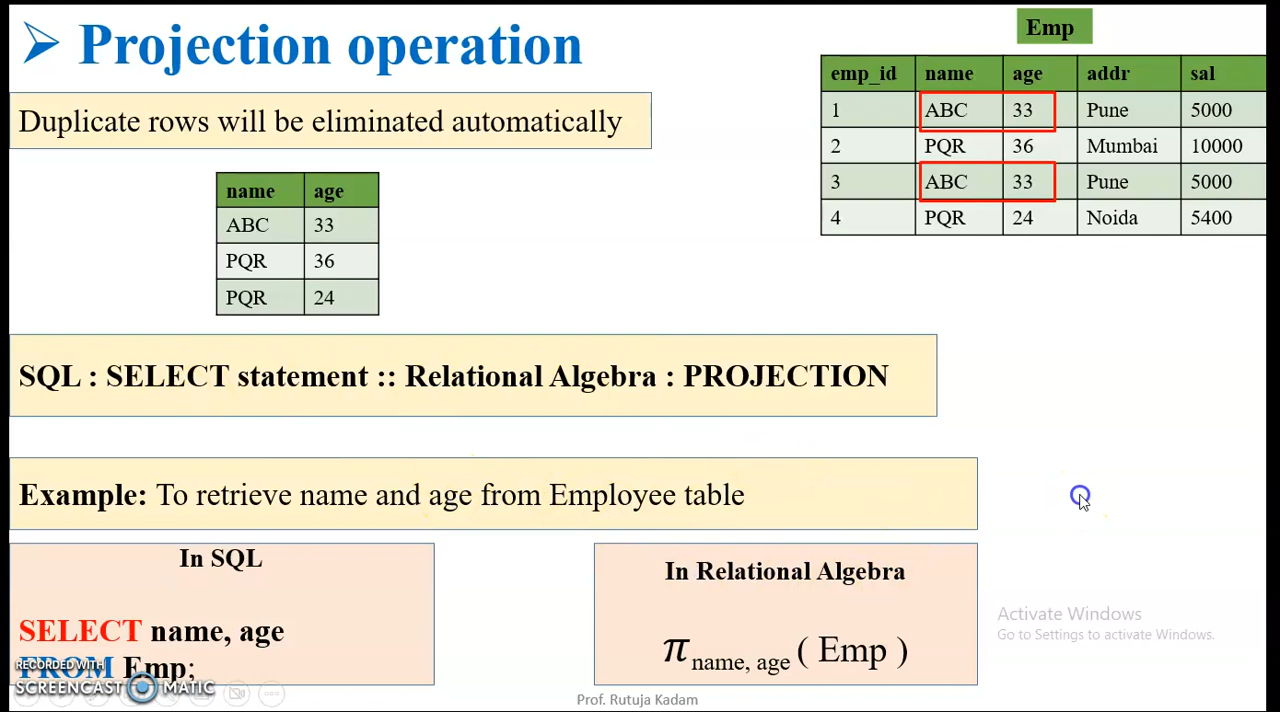 ➢ Projection operation
Emp
emp_id name age addr sal
1 ABC 33 Pune 5000
2 PQR 36 Mumbai 10000
3 ABC 33 Pune 5000
4 PQR 24 Noida 5400
Duplicate rows will be eliminated automatically
name age
ABC 33
PQR 36
PQR 24
SQL : SELECT statement :: Relational Algebra : PROJECTION
Example: To retrieve name and age from Employee table
In SQL
SELECT name, age
FROM Emp;
In Relational Algebra
π name, age ( Emp )
Activate Windows
Go to Settings to activate Windows.
RECORDED WITH
SCREENCAST MATIC
Prof. Rutuja Kadam